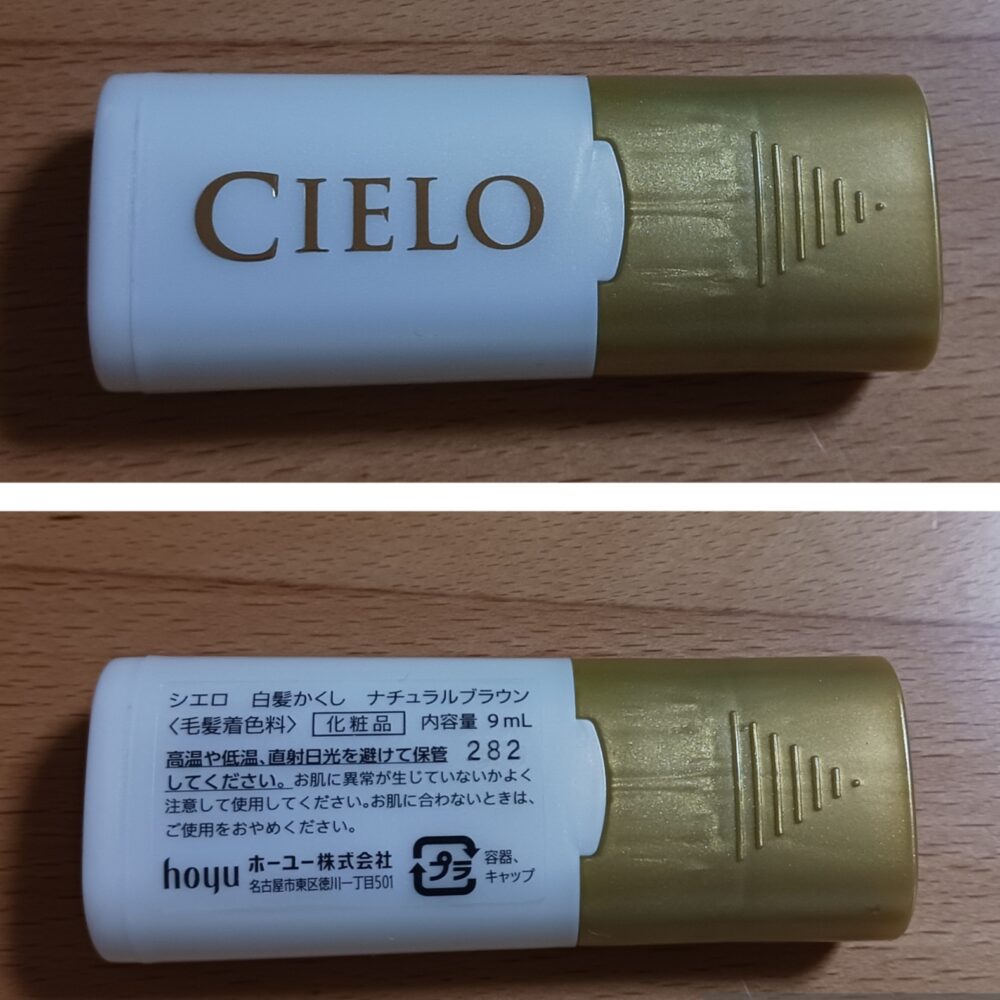 CIELO
シエロ 白髪かくし ナチュラルブラウン
〈毛髪着色料〉 化粧品 内容量 9mL
高温や低温、直射日光を避けて保管 282
してください。お肌に異常が生じていないかよく
注意して使用してください。お肌に合わないときは、
ご使用をおやめください。
hoyu ホーユー株式会社
名古屋市東区徳川一丁目501
プラ 容器、
キャップ